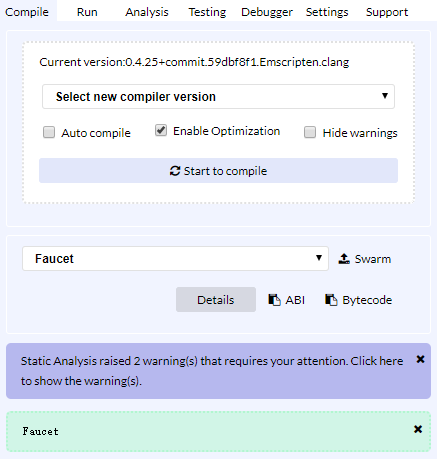 Compile Run Analysis Testing Debugger Settings Support
Current version:0.4.25+commit.59dbf8f1.Emscripten.clang
Select new compiler version
Auto compile Enable Optimization Hide warnings
Start to compile
Faucet Swarm
Details ABI Bytecode
Static Analysis raised 2 warning(s) that requires your attention. Click here
to show the warning(s).
Faucet